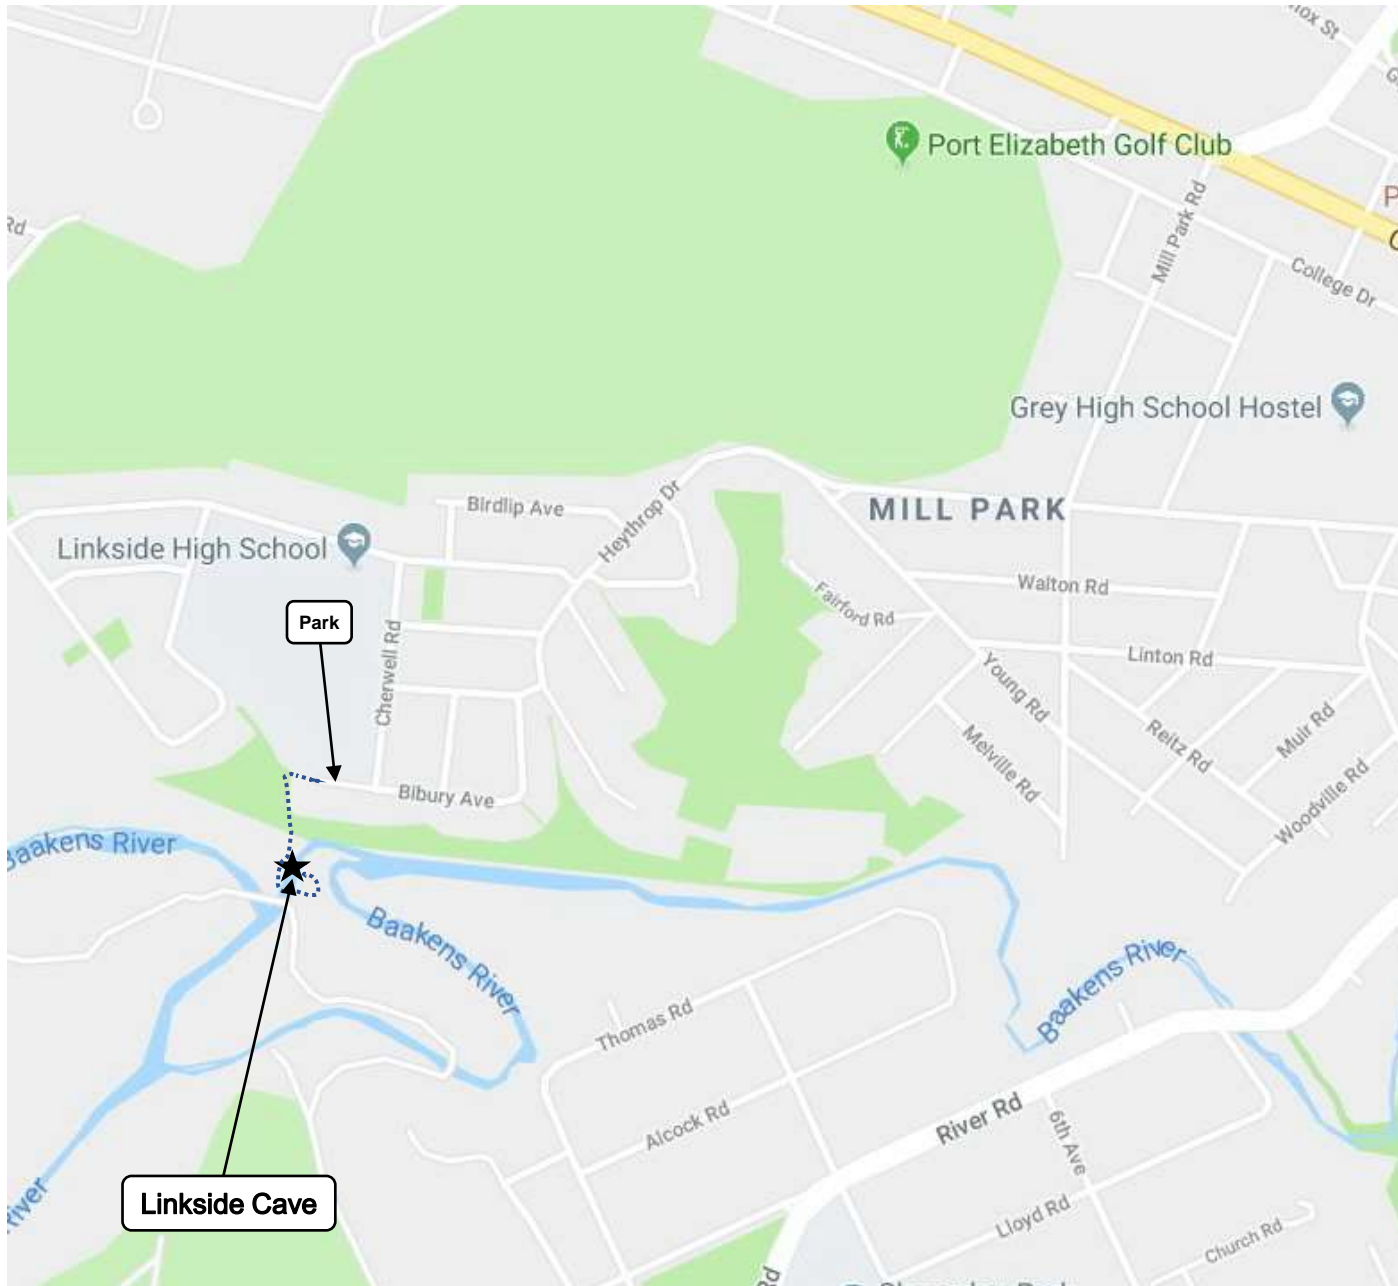 Port Elizabeth Golf Club
Mill Park Rd
College Dr
Grey High School Hostel
MILL PARK
Birdlip Ave
Heythrop Dr
Linkside High School
Walton Rd
Fairford Rd
Park
Cherwell Rd
Linton Rd
Young Rd
Reitz Rd
Muir Rd
Melville Rd
Woodville Rd
Bibury Ave
Baakens River
Baakens River
Baakens River
Thomas Rd
Alcock Rd
River Rd
6th Ave
River
Linkside Cave
Lloyd Rd
Church Rd
Rd
Rd